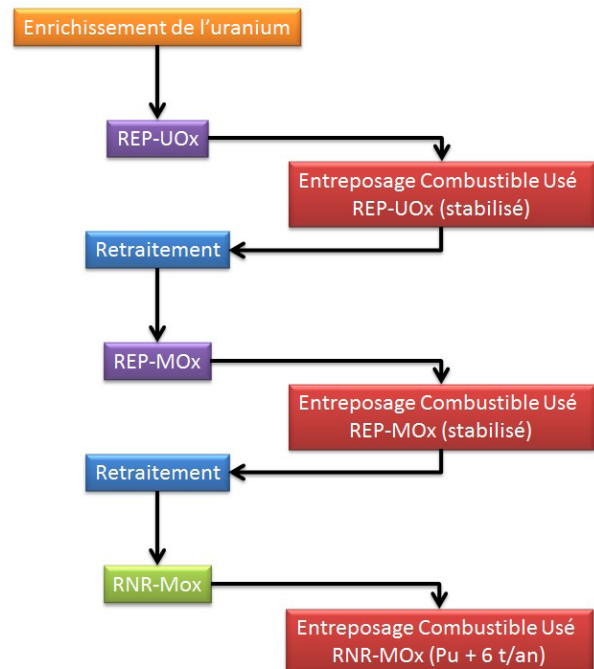 Enrichissement de l'uranium
REP-UOx
Entreposage Combustible Usé
REP-UOx (stabilisé)
Retraitement
REP-MOx
Entreposage Combustible Usé
REP-MOx (stabilisé)
Retraitement
RNR-Mox
Entreposage Combustible Usé
RNR-MOx (Pu + 6 t/an)